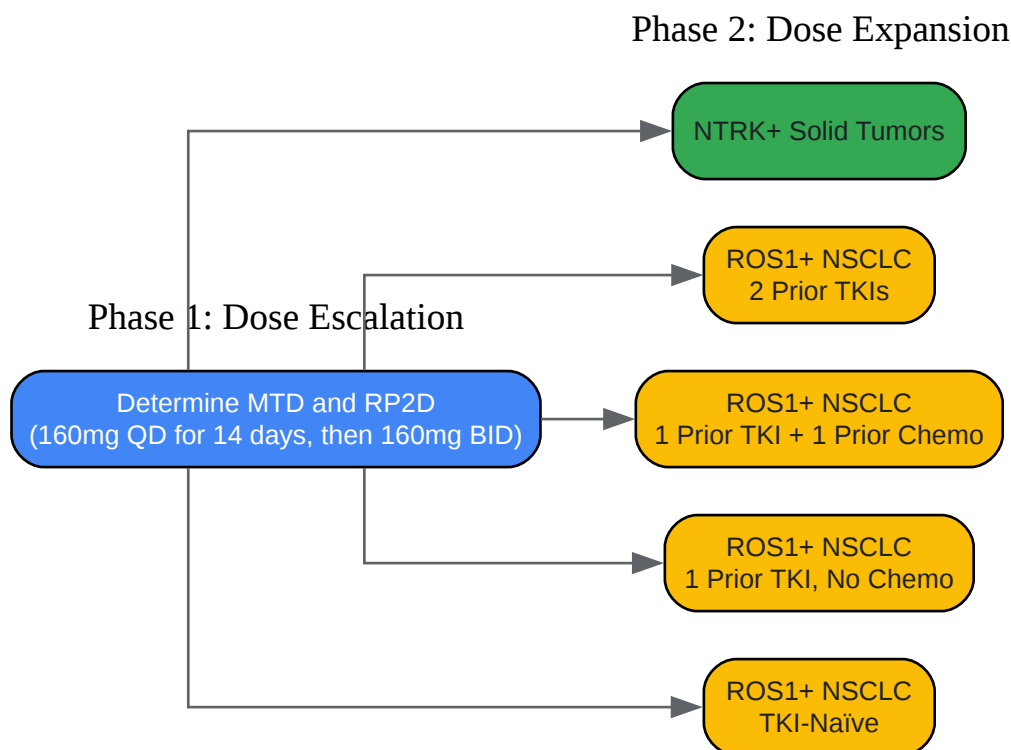 Phase 2: Dose Expansion
NTRK+ Solid Tumors
ROS1+ NSCLC
2 Prior TKIs
Phase 1: Dose Escalation
Determine MTD and RP2D
(160mg QD for 14 days, then 160mg BID)
ROS1+ NSCLC
1 Prior TKI + 1 Prior Chemo
ROS1+ NSCLC
1 Prior TKI, No Chemo
ROS1+ NSCLC
TKI-Naïve